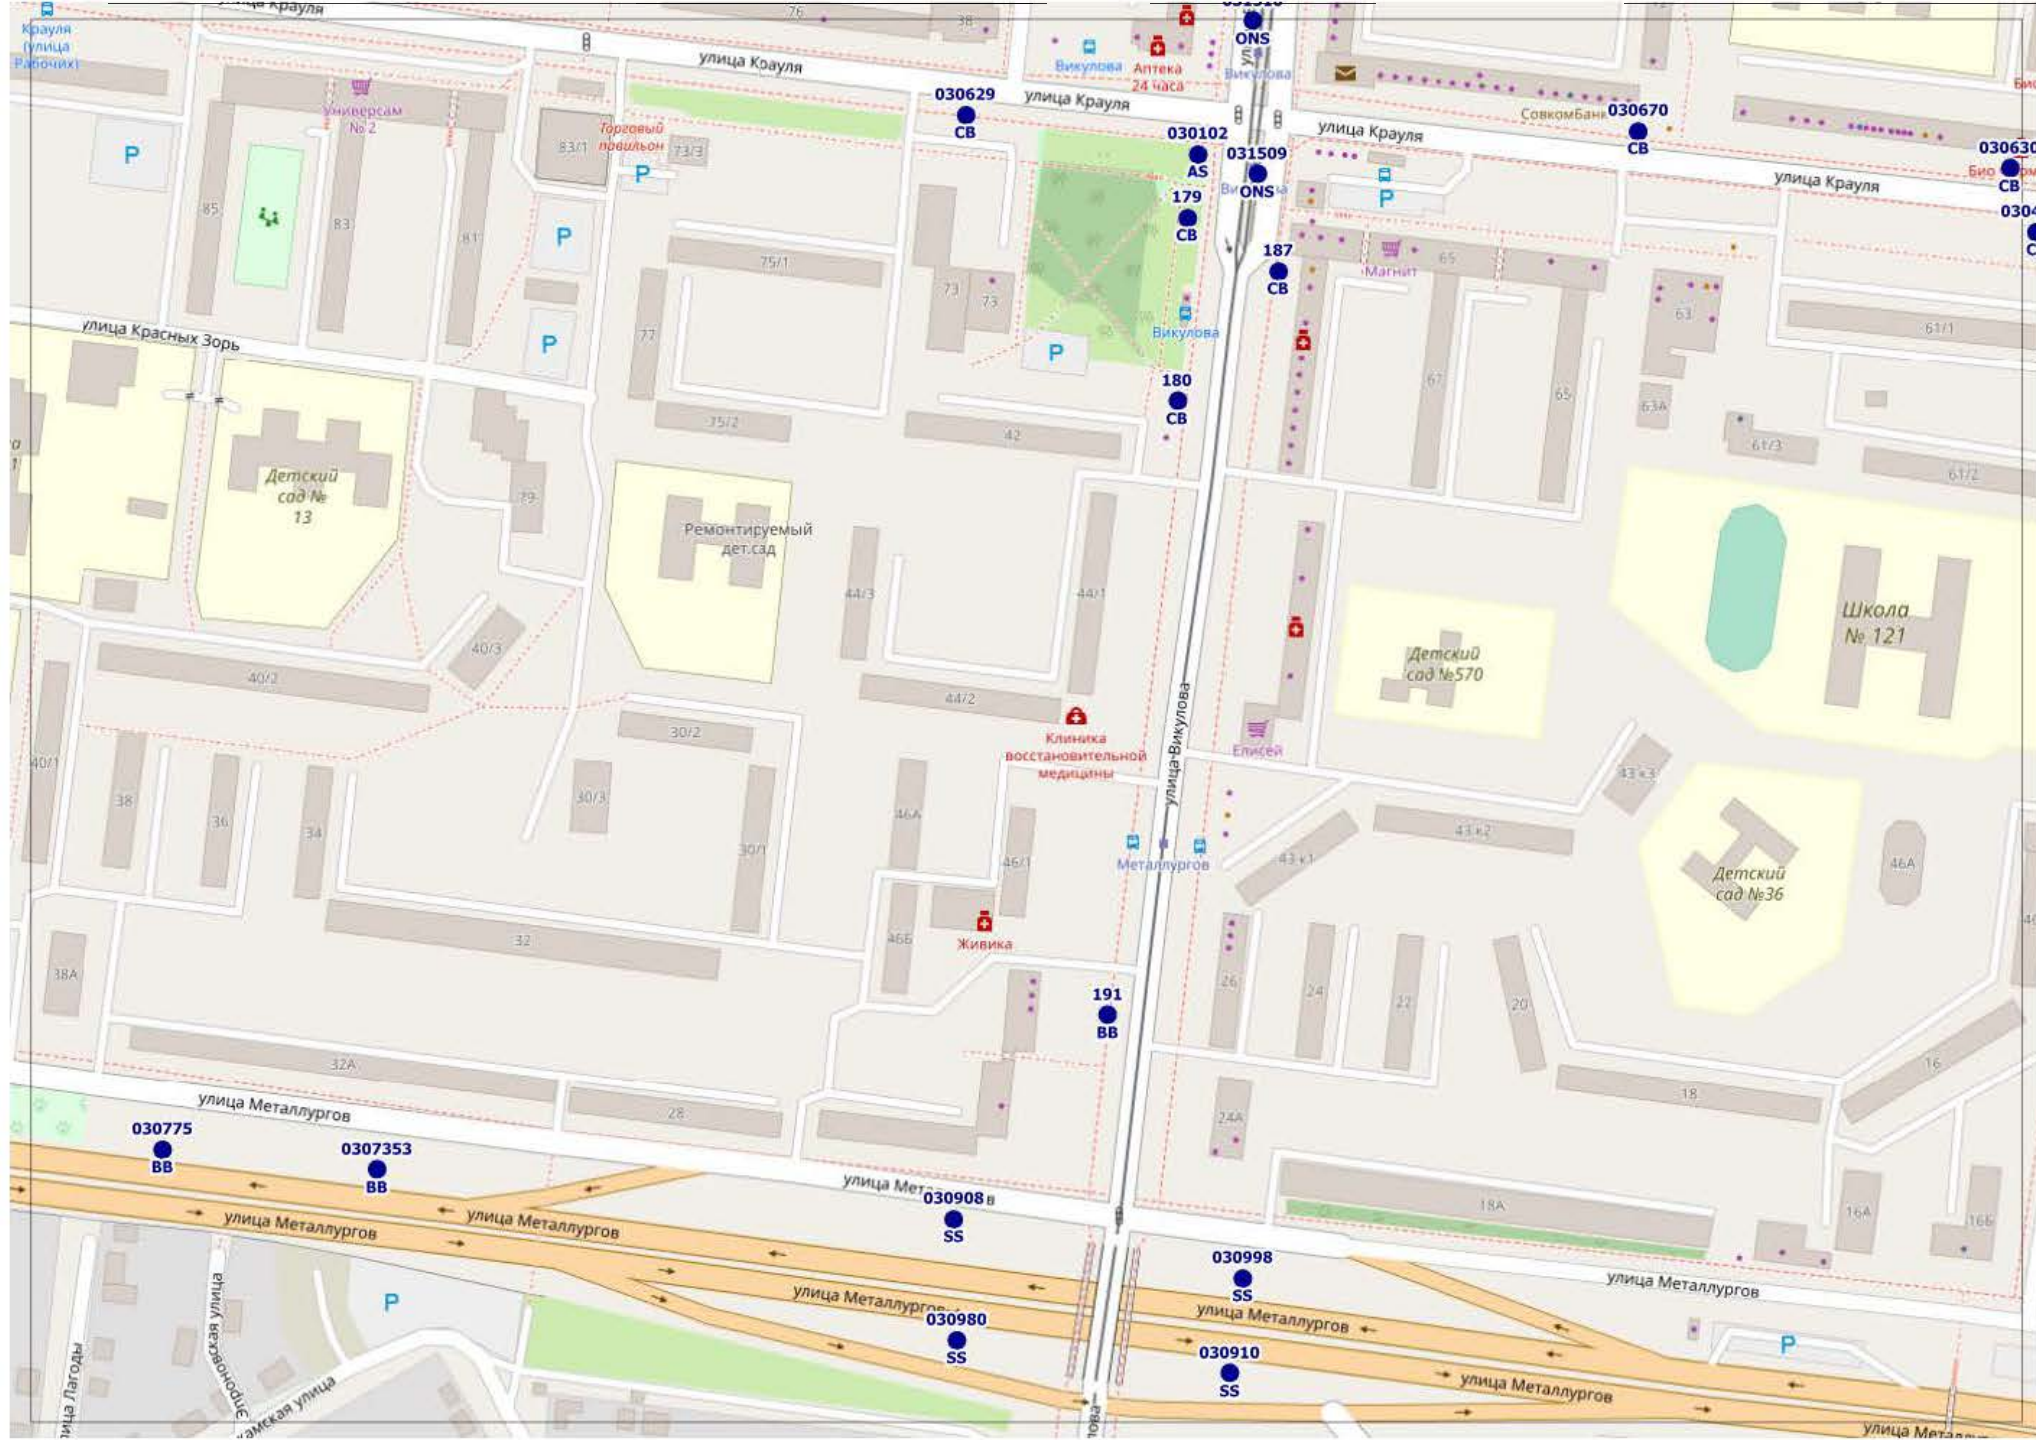 улица Крауля
76
38
ONS
Крауля
(улица
Рабочих)
улица Крауля
Викулова
Аптека
24 часа
Викулова
улица Крауля
030629
CB
СовкомБанк
030670
CB
Универсам
№ 2
83/1
Торговый
павильон
73/3
P
P
030102
AS
031509
ONS
улица Крауля
030630
CB
улица Крауля
P
179
CB
85
83
81
P
75/1
187
CB
65
Магнит
73
73
77
63
61/1
улица Красных Зорь
P
P
Викулова
180
CB
67
65
63А
75/2
42
61/3
61/2
Детский
сад №
13
79
Ремонтируемый
дет.сад
44/3
44/1
Школа
№ 121
40/3
40/2
Детский
сад №570
44/2
30/2
Клиника
восстановительной
медицины
улица Викулова
Елисей
40/1
38
36
34
30/3
30/1
46А
46/1
43 к3
43 к2
43 к1
Металлургов
Детский
сад №36
46А
32
46Б
Живика
38А
26
24
22
20
191
BB
32А
28
24А
18
16
улица Металлургов
030775
BB
0307353
BB
030908
SS
18А
16А
16Б
улица Металлургов
улица Металлургов
030998
SS
улица Металлургов
улица Металлургов
P
030980
SS
улица Металлургов
030910
SS
P
улица Металлургов
Эпроновская улица